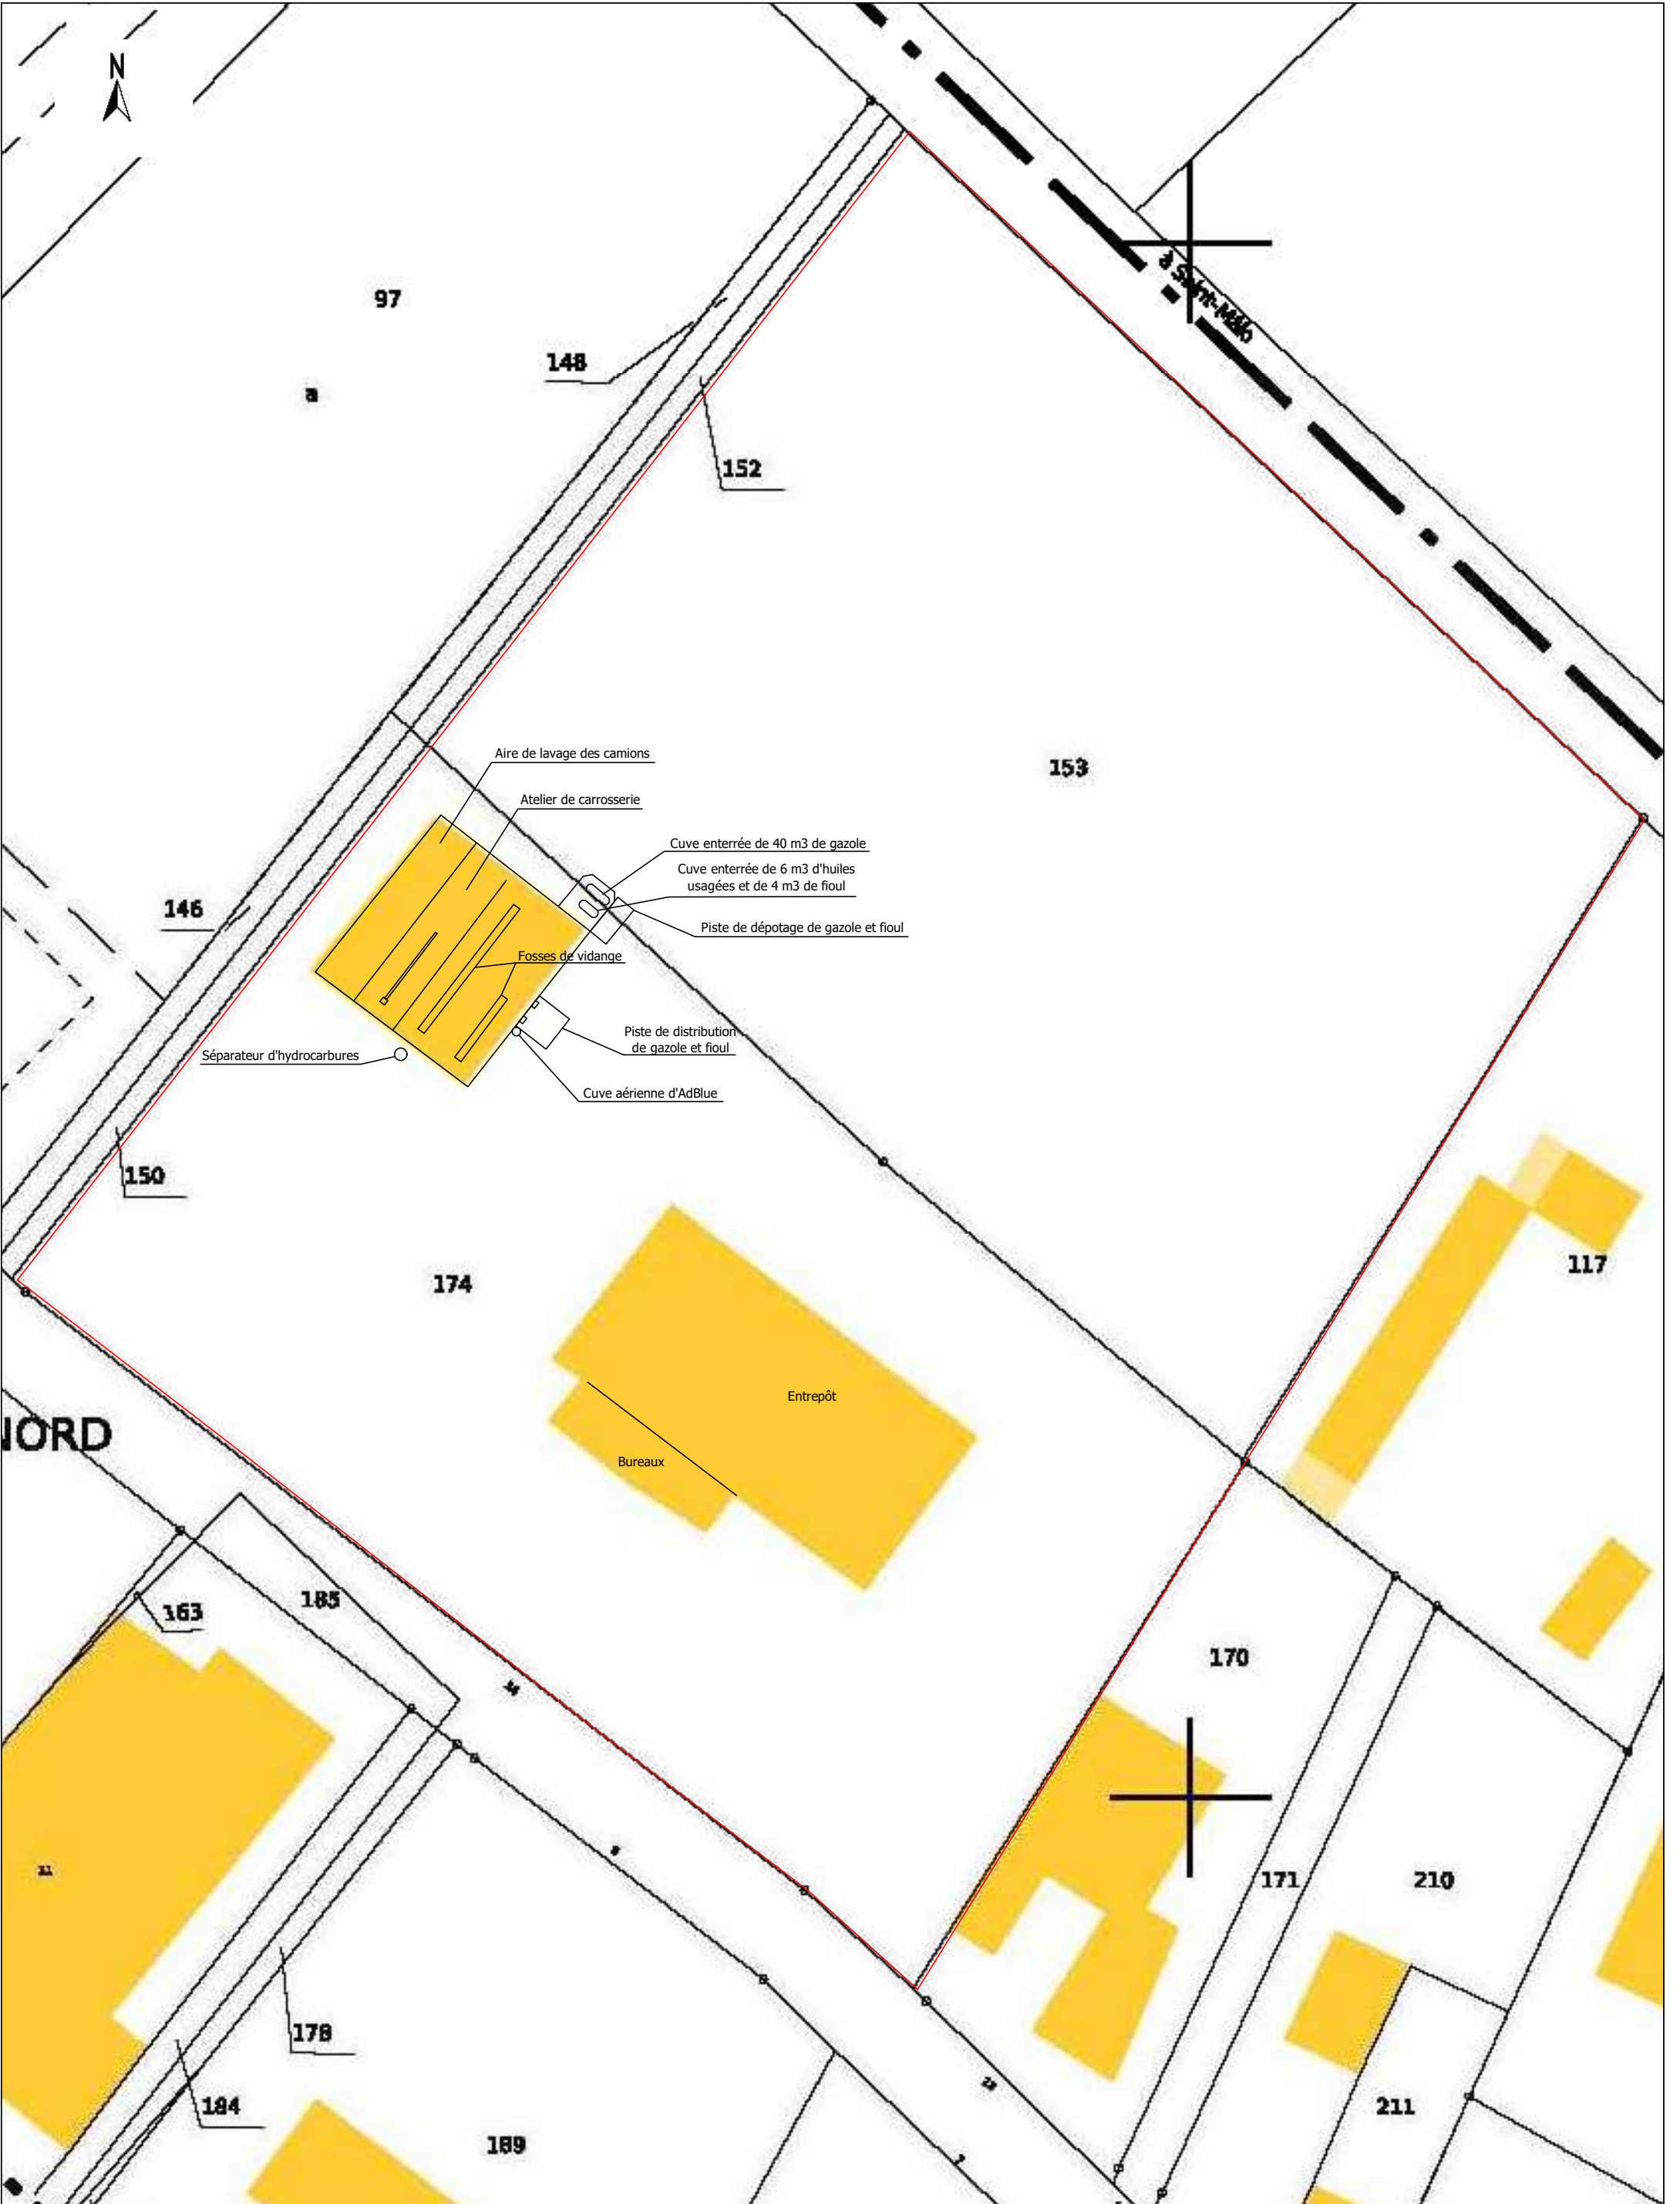 N
à Saint-Malo
97
148
a
152
153
Aire de lavage des camions
Atelier de carrosserie
Cuve enterrée de 40 m3 de gazole
Cuve enterrée de 6 m3 d'huiles
usagées et de 4 m3 de fioul
146
Piste de dépotage de gazole et fioul
Fosses de vidange
Piste de distribution
de gazole et fioul
Séparateur d'hydrocarbures
Cuve aérienne d'AdBlue
150
117
174
Entrepôt
NORD
Bureaux
185
163
170
171
210
178
184
211
189